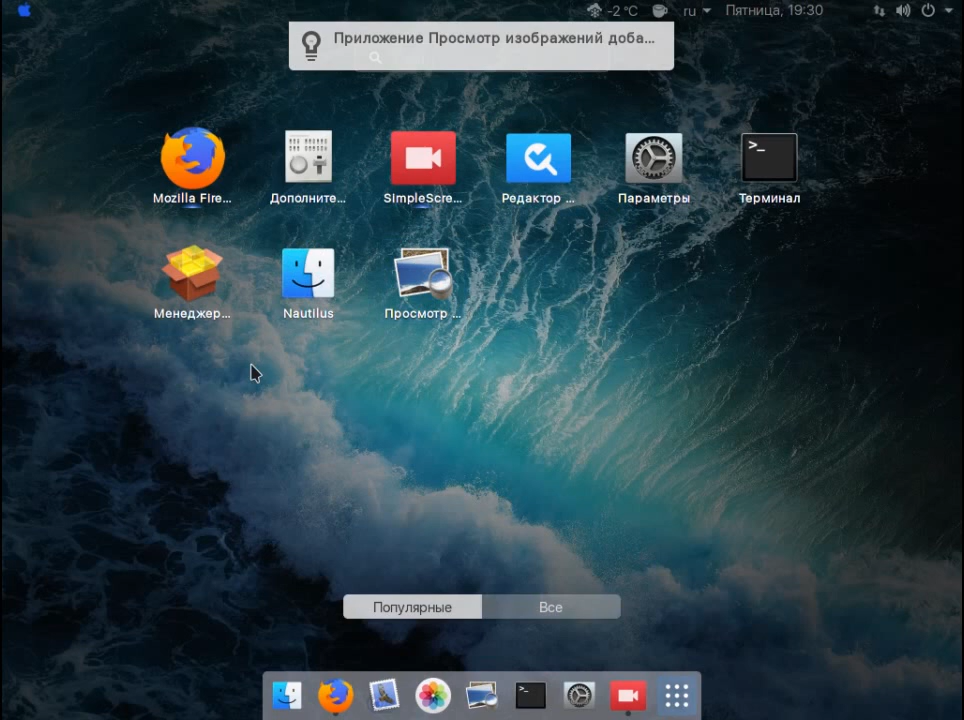 -2 °C
ru
Пятница, 19:30
Приложение Просмотр изображений доба...
Mozilla Fire...
Дополните...
SimpleScre...
Редактор ...
Параметры
Терминал
Менеджер...
Nautilus
Просмотр ...
Популярные
Все